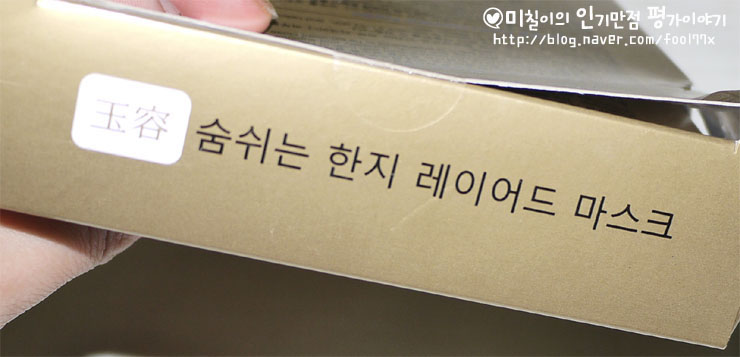 ♥미칠이의 인기만점 평가이야기
http://blog.naver.com/fool77x
玉容 숨쉬는 한지 레이어드 마스크